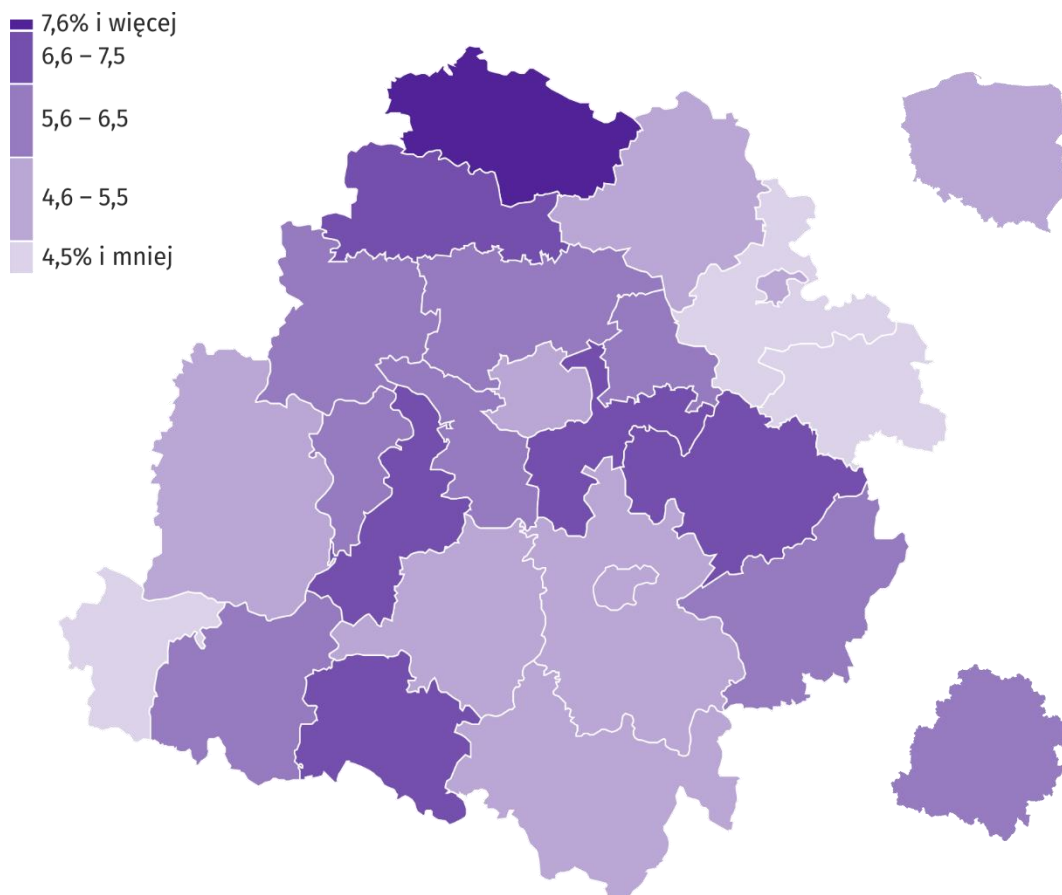 7,6% i więcej
6,6 – 7,5
5,6 – 6,5
4,6 – 5,5
4,5% i mniej